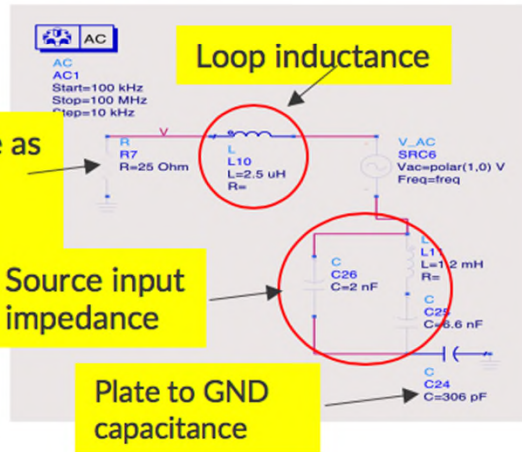 AC
AC
AC1
Start=100 kHz
Stop=100 MHz
Step=10 kHz
Loop inductance
e as
V
R
R7
R=25 Ohm
L
L10
L=2.5 uH
R=
V_AC
SRC6
Vac=polar(1,0) V
Freq=freq
Source input
impedance
C
C26
C=2 nF
L
L=1.2 mH
R=
C
C25
C=6.6 nF
Plate to GND
capacitance
C
C24
C=306 pF